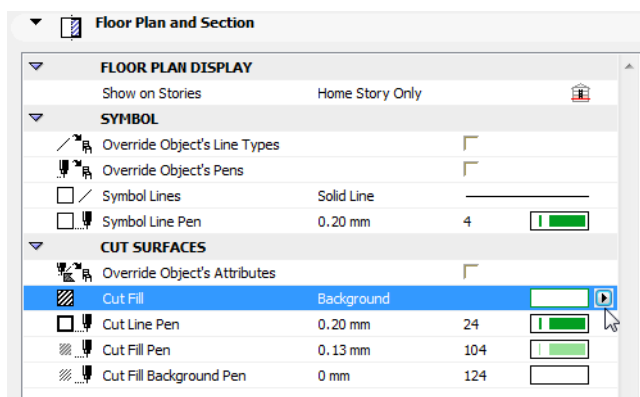 Floor Plan and Section
FLOOR PLAN DISPLAY
Show on Stories Home Story Only
SYMBOL
Override Object's Line Types
Override Object's Pens
Symbol Lines Solid Line
Symbol Line Pen 0.20 mm 4
CUT SURFACES
Override Object's Attributes
Cut Fill Background
Cut Line Pen 0.20 mm 24
Cut Fill Pen 0.13 mm 104
Cut Fill Background Pen 0 mm 124